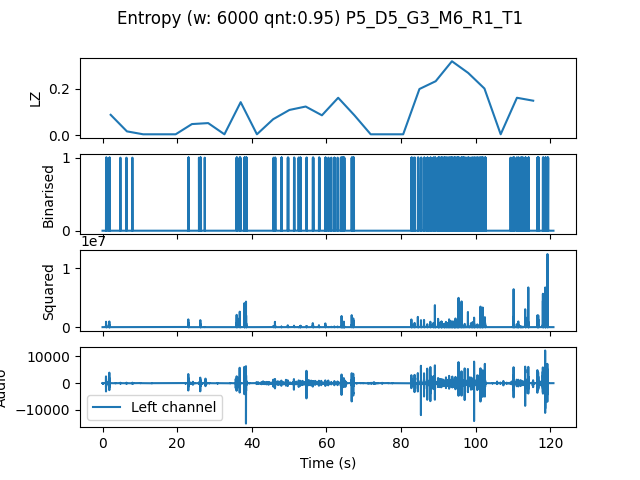 Entropy (w: 6000 qnt:0.95) P5_D5_G3_M6_R1_T1
LZ
0.2
0.0
Binarised
1
0
1e7
Squared
1
0
Audio
10000
0
−10000
Left channel
0 20 40 60 80 100 120
Time (s)